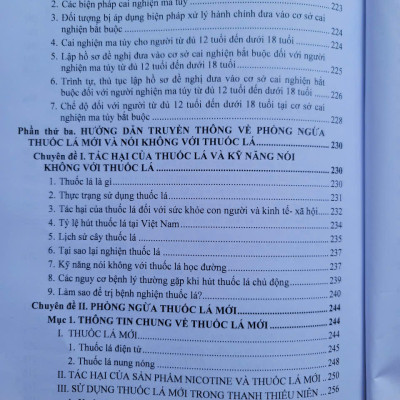 2. Các biện pháp cai nghiện ma túy 223
3. Đối tượng bị áp dụng biện pháp xử lý hành chính đưa vào cơ sở cai
nghiện bắt buộc 224
4. Cai nghiện ma túy cho người từ đủ 12 tuổi đến dưới 18 tuổi 224
5. Lập hồ sơ đề nghị đưa vào cơ sở cai nghiện bắt buộc đối với người
nghiện ma túy từ đủ 12 tuổi đến dưới 18 tuổi 225
6. Trình tự, thủ tục lập hồ sơ đề nghị đưa vào cơ sở cai nghiện bắt
buộc đối với người nghiện ma túy từ đủ 12 tuổi đến dưới 18 tuổi 226
7. Chế độ đối với người từ đủ 12 tuổi đến dưới 18 tuổi tại cơ sở cai
nghiện bắt buộc 228
Phần thứ ba. HƯỚNG DẪN TRUYỀN THÔNG VỀ PHÒNG NGỪA
THUỐC LÁ MỚI VÀ NÓI KHÔNG VỚI THUỐC LÁ 230
Chuyên đề I. TÁC HẠI CỦA THUỐC LÁ VÀ KỸ NĂNG NÓI
KHÔNG VỚI THUỐC LÁ 230
1. Thuốc lá là gì 230
2. Thực trạng sử dụng thuốc lá 231
3. Tác hại của thuốc lá đối với sức khỏe con người và kinh tế- xã hội 232
4. Tỷ lệ hút thuốc lá tại Việt Nam 234
5. Lịch sử cây thuốc lá 235
6. Tại sao lại nghiện thuốc lá 237
7. Kỹ năng nói không với thuốc lá học đường 237
8. Các nguy cơ bệnh lý thường gặp khi hút thuốc lá chủ động 239
9. Làm sao để trị bệnh nghiện thuốc lá? 240
Chuyên đề II. PHÒNG NGỪA THUỐC LÁ MỚI 244
Mục 1. THÔNG TIN CHUNG VỀ THUỐC LÁ MỚI 244
I. THUỐC LÁ MỚI 244
1. Thuốc lá điện tử 245
2. Thuốc lá nung nóng 248
II. TÁC HẠI CỦA SẢN PHẨM NICOTINE VÀ THUỐC LÁ MỚI 250
III. SỬ DỤNG THUỐC LÁ MỚI TRONG THANH THIẾU NIÊN 256